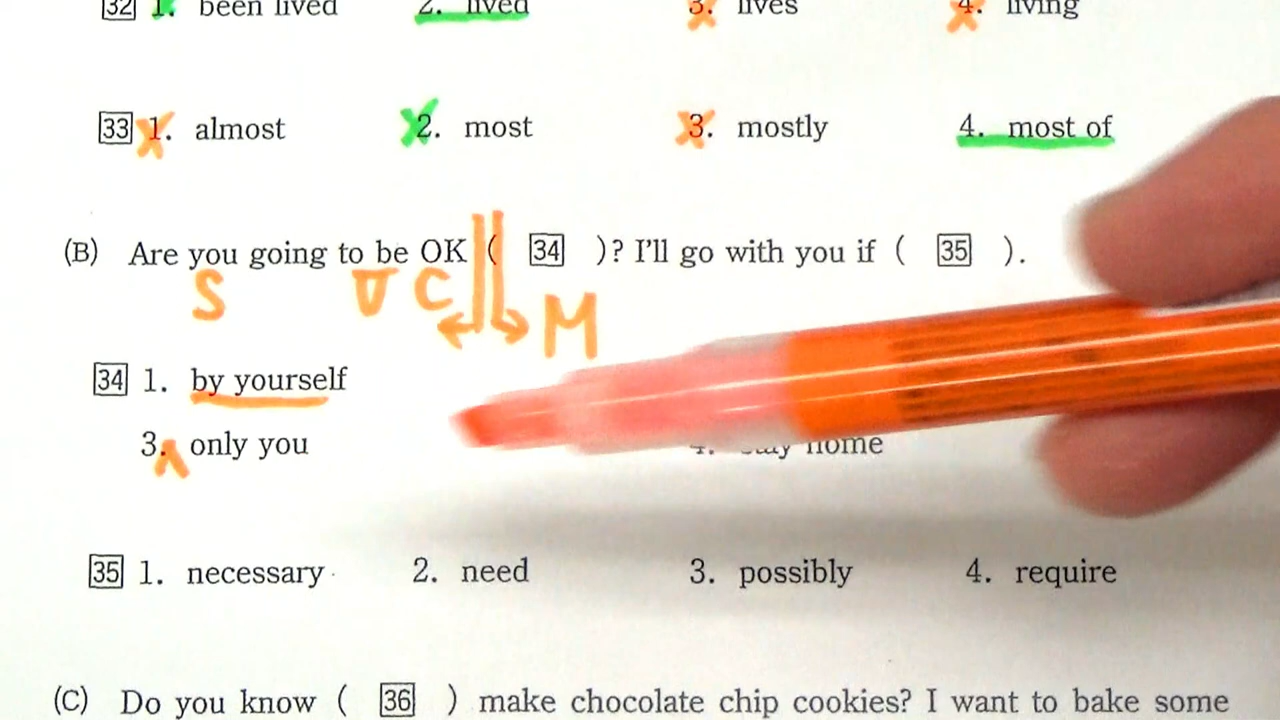 32 1. been lived 2. lived 3. lives 4. living
33 1. almost 2. most 3. mostly 4. most of
(B) Are you going to be OK ( 34 )? I'll go with you if ( 35 ).
S V C M
34 1. by yourself
3. only you 4. home
35 1. necessary 2. need 3. possibly 4. require
(C) Do you know ( 36 ) make chocolate chip cookies? I want to bake some